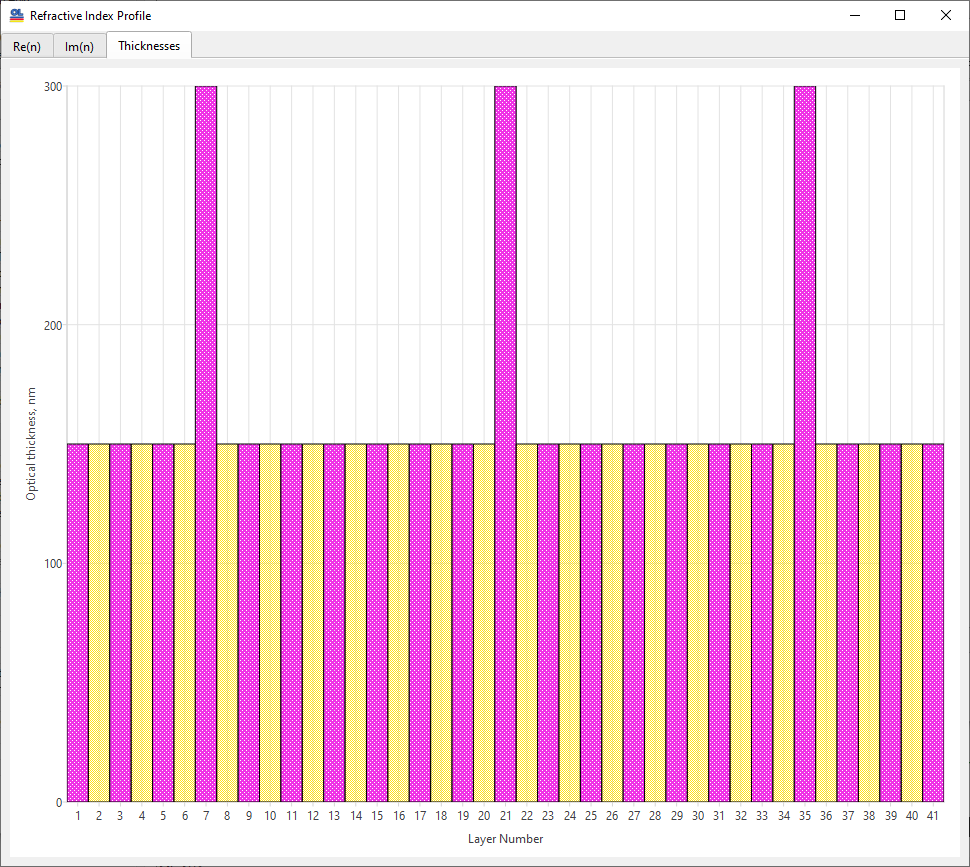 Refractive Index Profile
Re(n) Im(n) Thicknesses
300
200
100
0
Optical thickness, nm
1 2 3 4 5 6 7 8 9 10 11 12 13 14 15 16 17 18 19 20 21 22 23 24 25 26 27 28 29 30 31 32 33 34 35 36 37 38 39 40 41
Layer Number